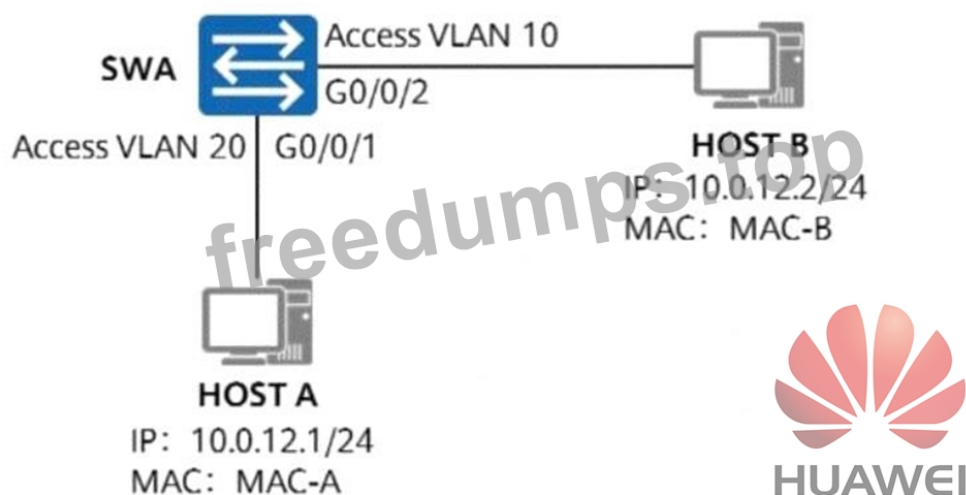 Access VLAN 10
SWA
G0/0/2
Access VLAN 20 G0/0/1
HOST B
IP: 10.0.12.2/24
MAC: MAC-B
freedumps.top
HOST A
IP: 10.0.12.1/24
MAC: MAC-A
HUAWEI